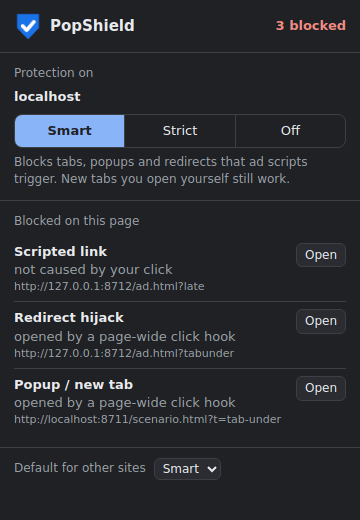 PopShield
3 blocked
Protection on
localhost
Smart
Strict
Off
Blocks tabs, popups and redirects that ad scripts
trigger. New tabs you open yourself still work.
Blocked on this page
Scripted link
not caused by your click
http://127.0.0.1:8712/ad.html?late
Open
Redirect hijack
opened by a page-wide click hook
http://127.0.0.1:8712/ad.html?tabunder
Open
Popup / new tab
opened by a page-wide click hook
http://localhost:8711/scenario.html?t=tab-under
Open
Default for other sites
Smart